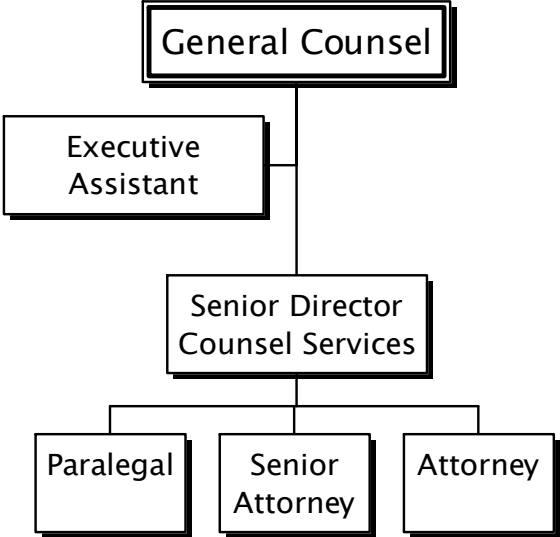 General Counsel
Executive
Assistant
Senior Director
Counsel Services
Paralegal
Senior
Attorney
Attorney